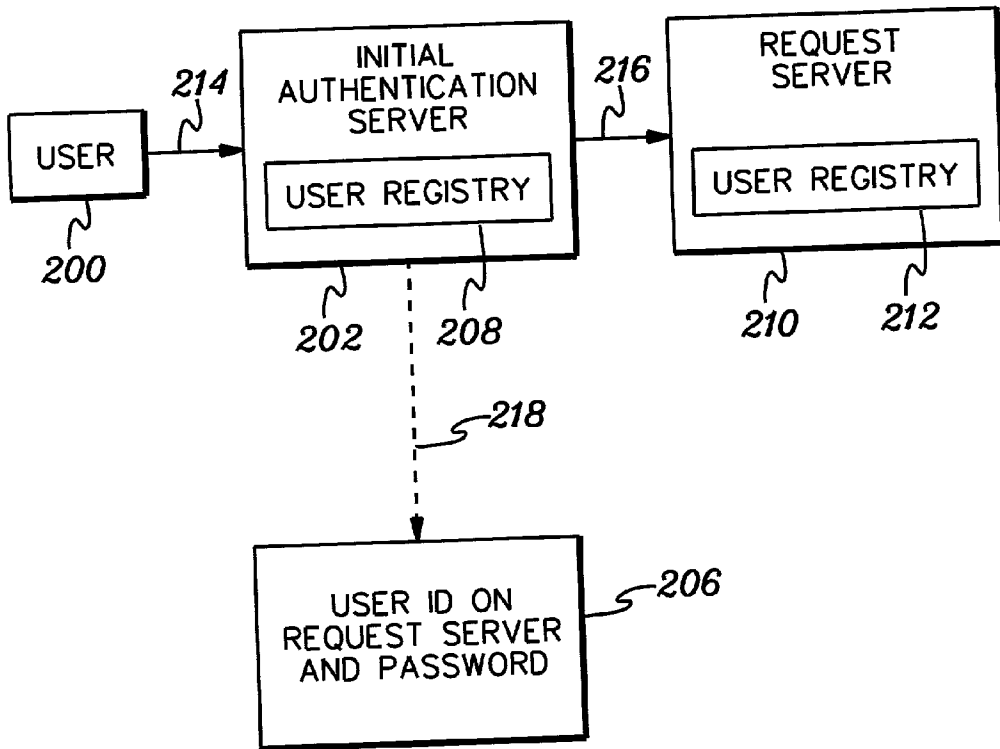 INITIAL
AUTHENTICATION
SERVER
REQUEST
SERVER
214
216
USER
USER REGISTRY
USER REGISTRY
200
202
208
210
212
218
USER ID ON
REQUEST SERVER
AND PASSWORD
206